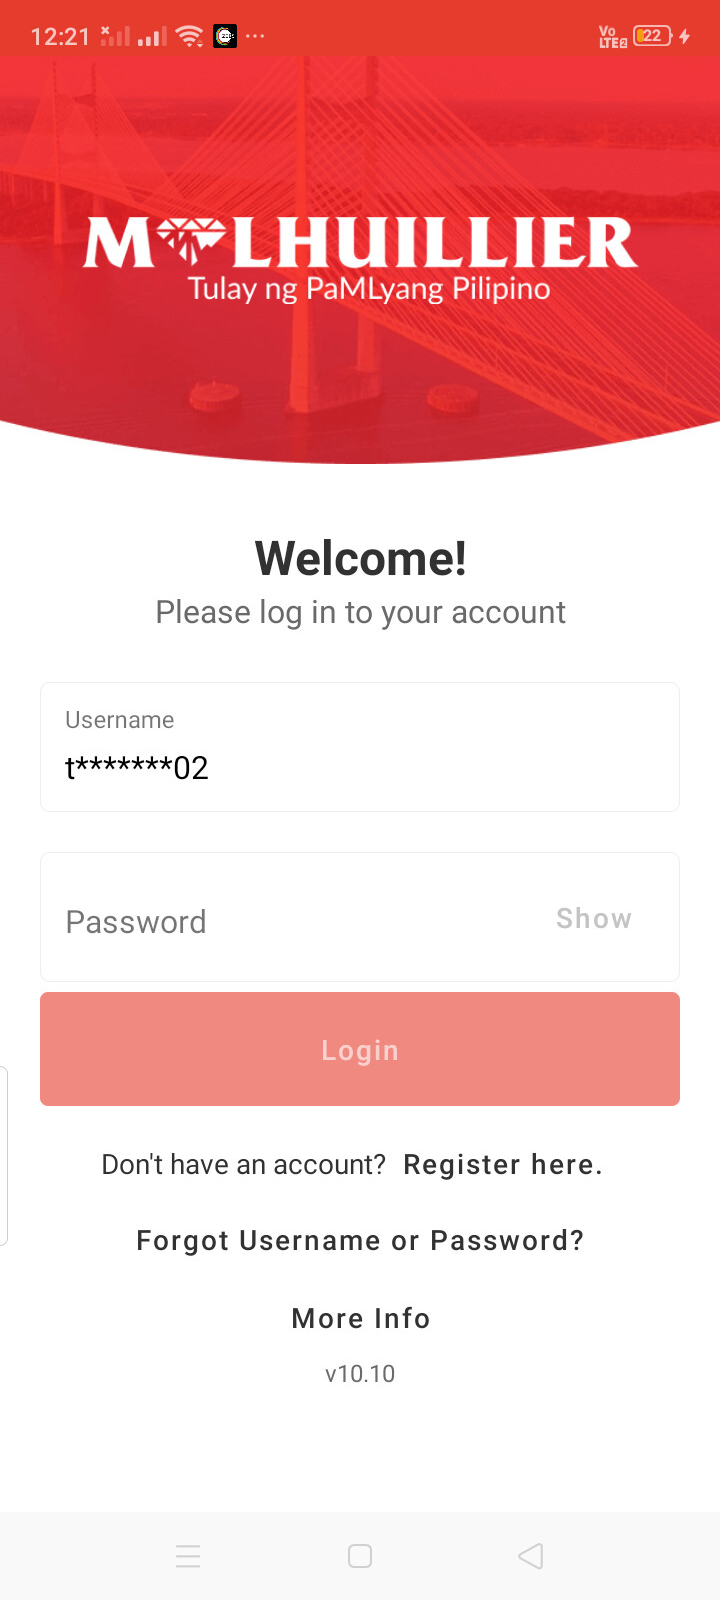 12:21 ... Vo LTE2 22
M LHUILLIER
Tulay ng PaMLyang Pilipino
Welcome!
Please log in to your account
Username
t*******02
Password Show
Login
Don't have an account? Register here.
Forgot Username or Password?
More Info
v10.10